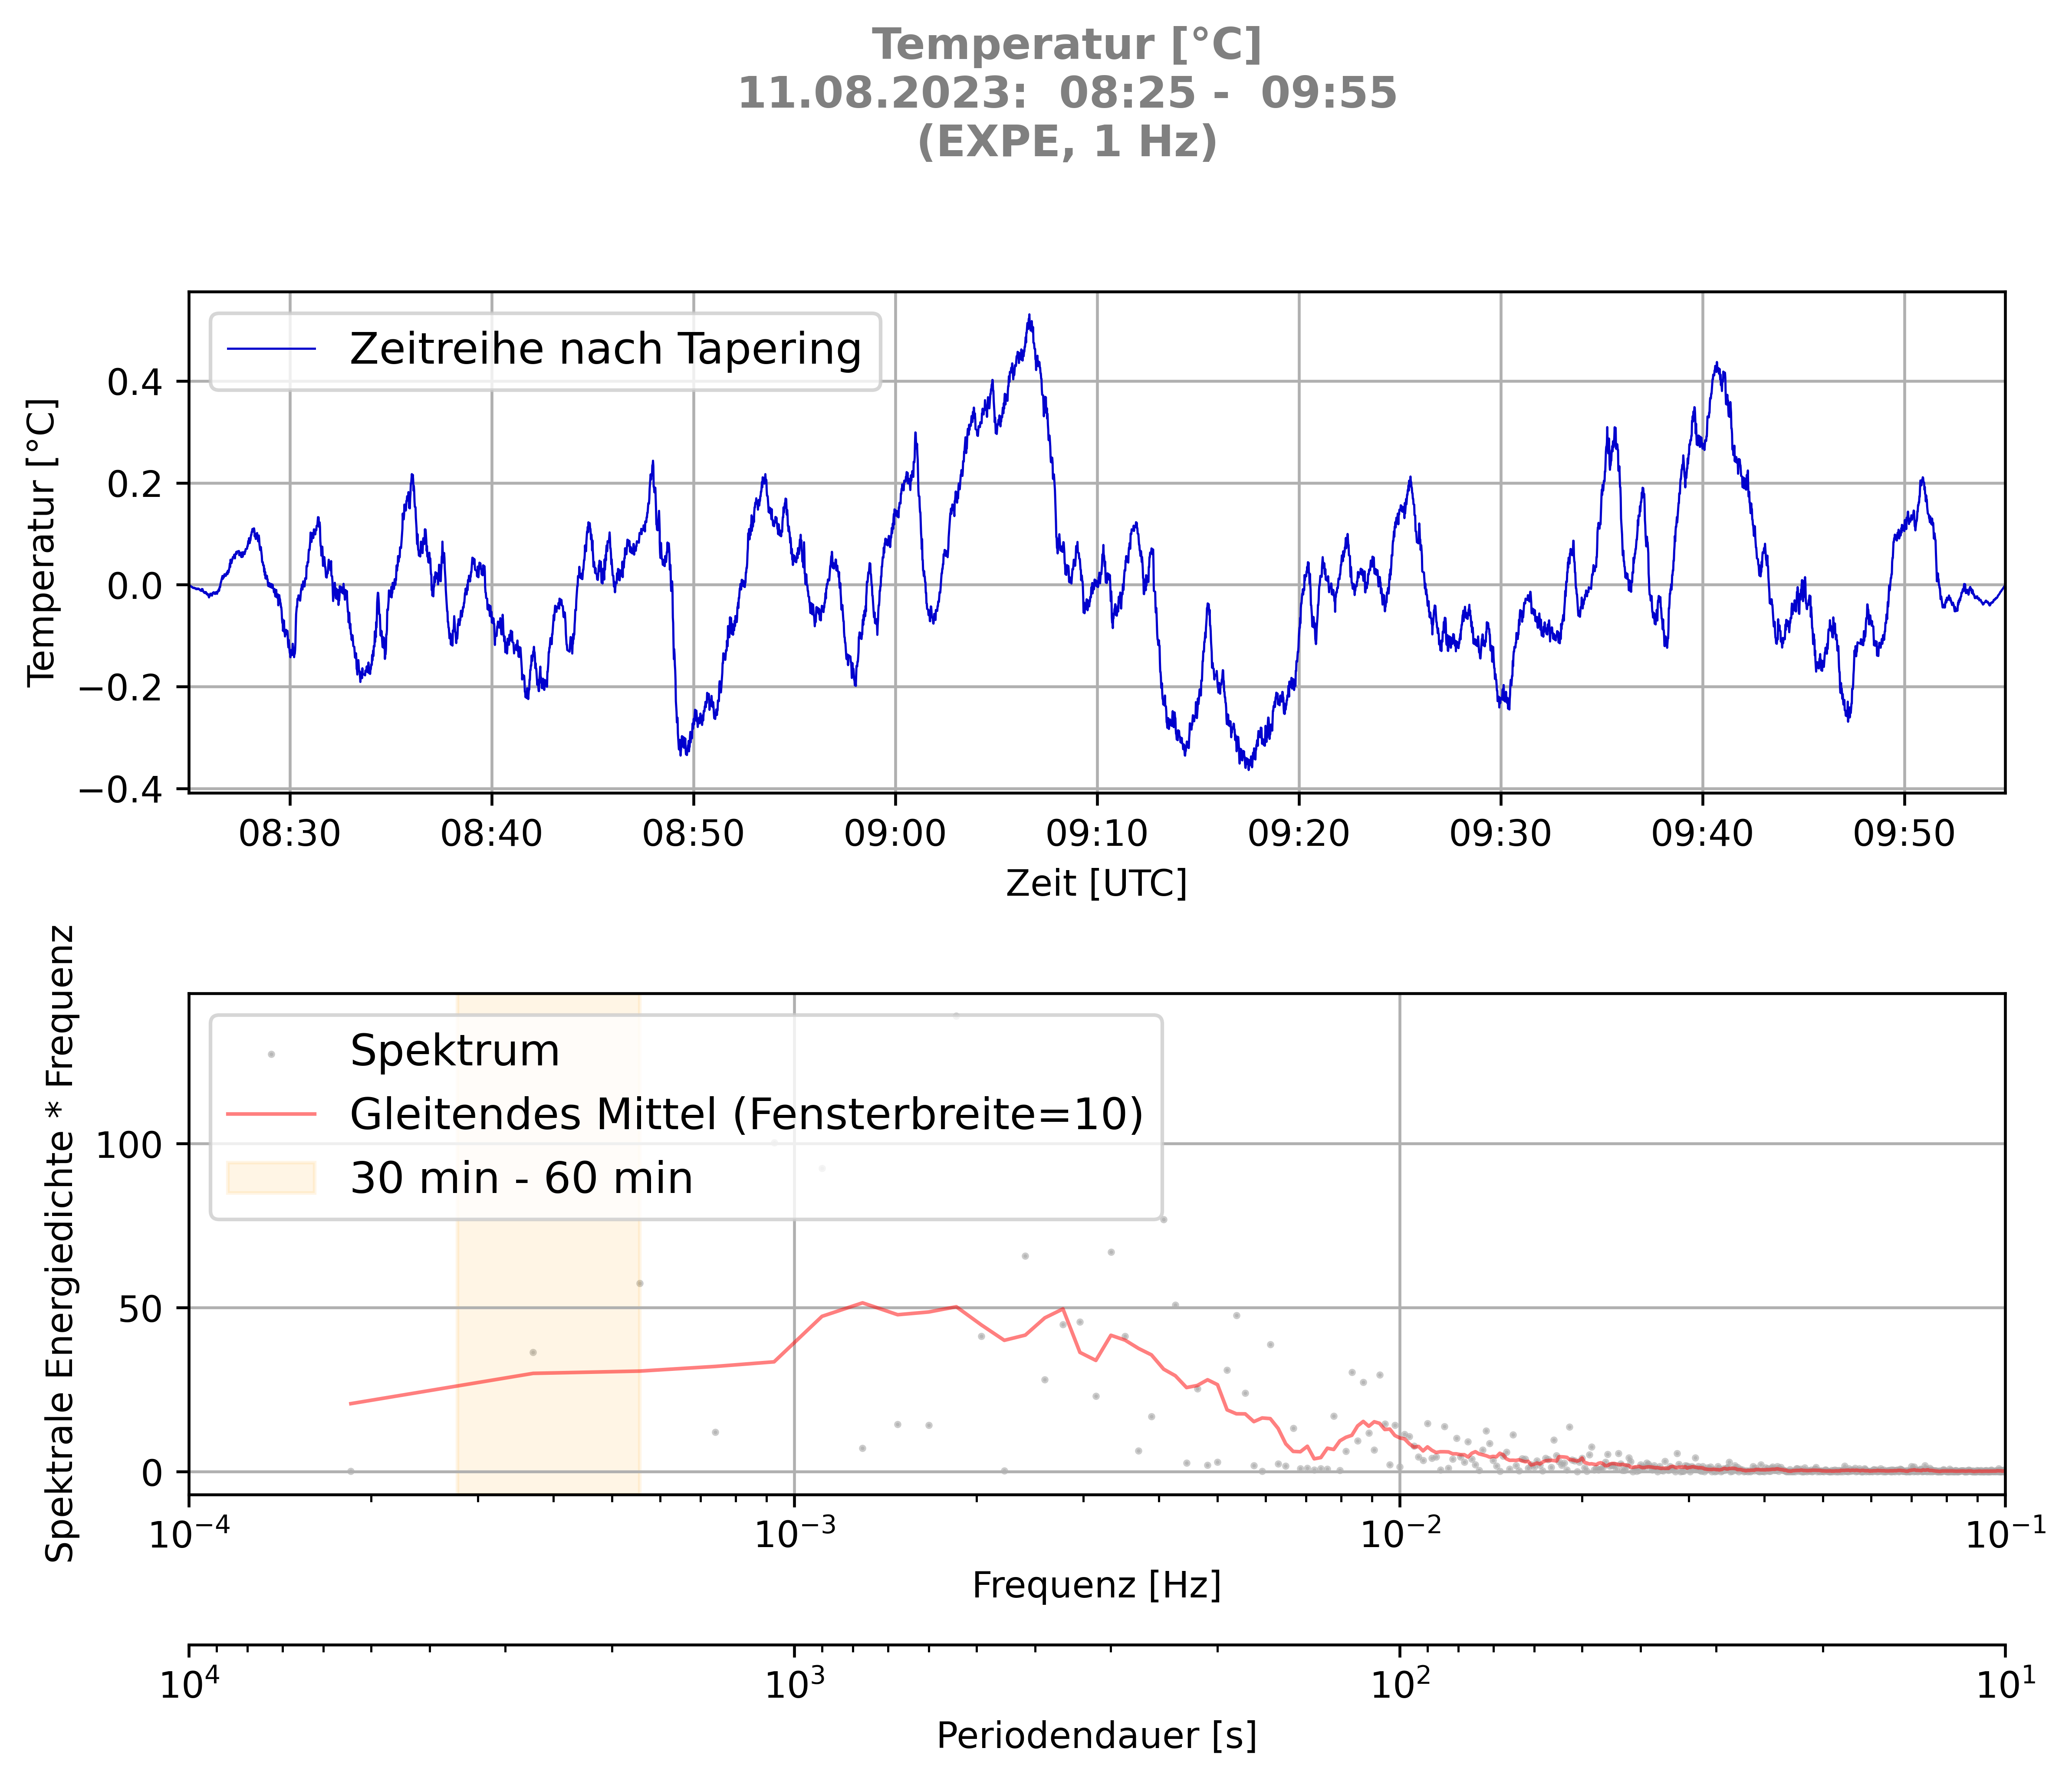 Temperatur [°C]
11.08.2023:  08:25 -  09:55
(EXPE, 1 Hz)
Zeitreihe nach Tapering
Temperatur [°C]
0.4
0.2
0.0
−0.2
−0.4
08:30 08:40 08:50 09:00 09:10 09:20 09:30 09:40 09:50
Zeit [UTC]
Spektrum
Gleitendes Mittel (Fensterbreite=10)
30 min - 60 min
Spektrale Energiedichte * Frequenz
100
50
0
10⁻⁴ 10⁻³ 10⁻² 10⁻¹
Frequenz [Hz]
10⁴ 10³ 10² 10¹
Periodendauer [s]